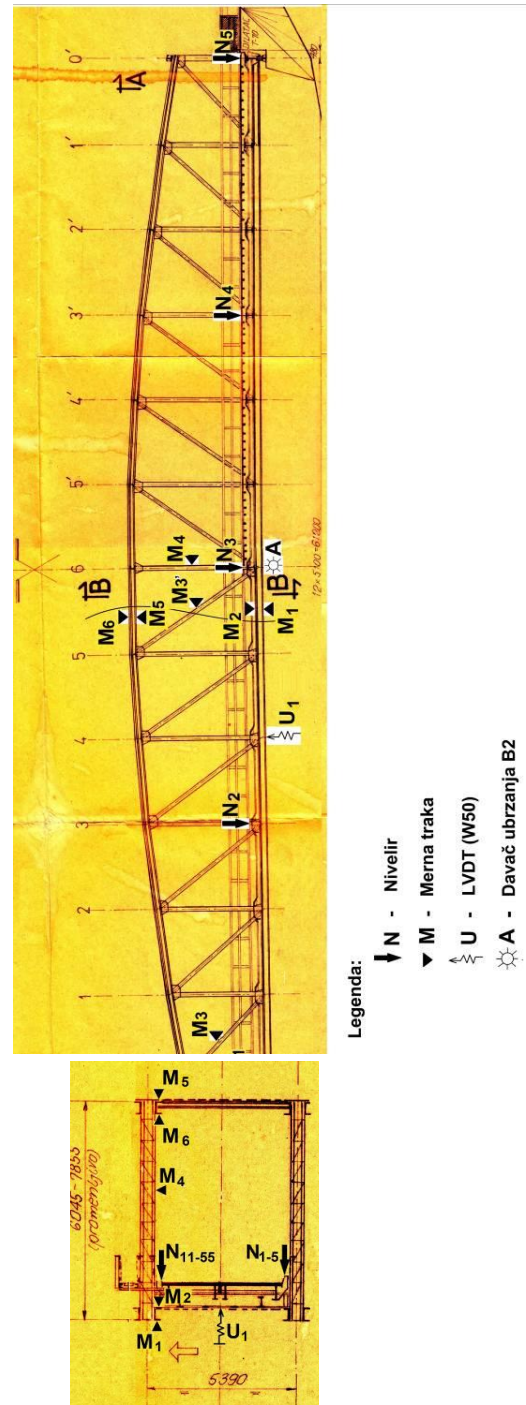 0'
1'
2'
3'
4'
5'
6
5
4
3
2
1
A
N5
N4
N3
N2
B
B
A
M4
M3'
M6
M5
M2
M1
M3
U1
12×5100=61200
Legenda:
N - Nivelir
M - Merna traka
U - LVDT (W50)
A - Davač ubrzanja B2
M5
M6
M4
6045-7855
(promenljivo)
N11-55
N1-5
M2
M1
U1
5390